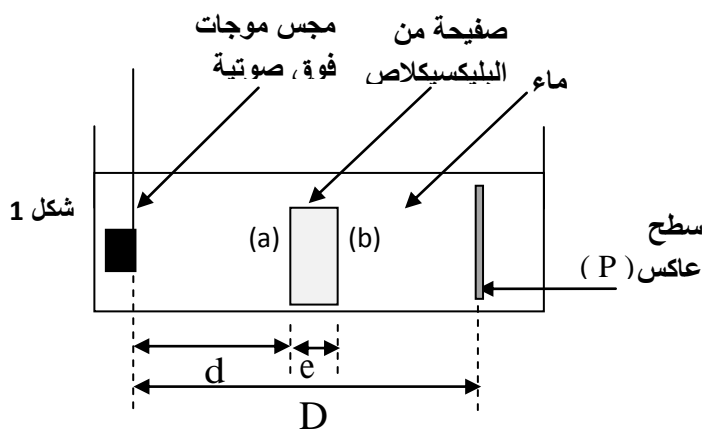 مجس موجات
فوق صوتية
صفيحة من
البليكسيكلاص
ماء
شكل 1
(a)
(b)
سطح
عاكس ( P )
d
e
D